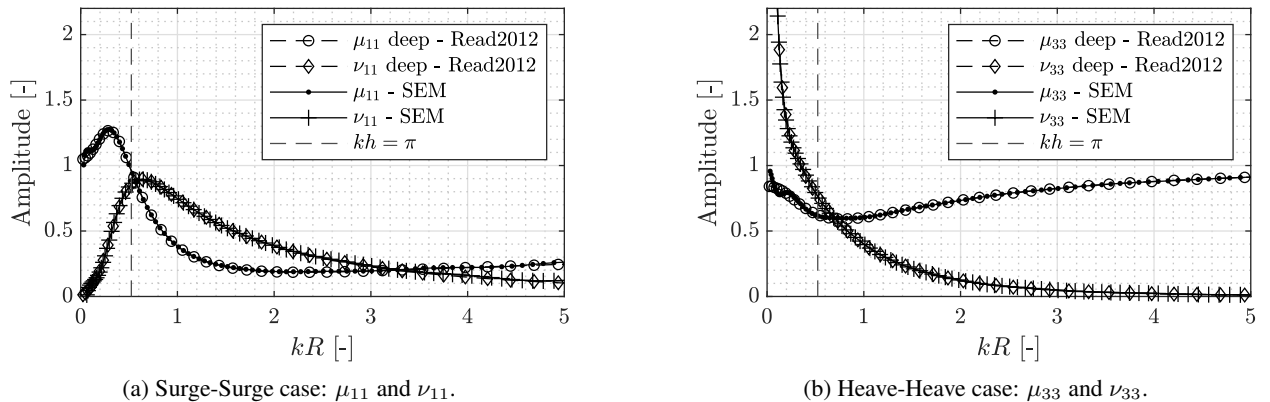 2
1.5
1
0.5
0
Amplitude [-]
0 1 2 3 4 5
kR [-]
μ₁₁ deep - Read2012
ν₁₁ deep - Read2012
μ₁₁ - SEM
ν₁₁ - SEM
kh = π
(a) Surge-Surge case: μ₁₁ and ν₁₁.
2
1.5
1
0.5
0
Amplitude [-]
0 1 2 3 4 5
kR [-]
μ₃₃ deep - Read2012
ν₃₃ deep - Read2012
μ₃₃ - SEM
ν₃₃ - SEM
kh = π
(b) Heave-Heave case: μ₃₃ and ν₃₃.